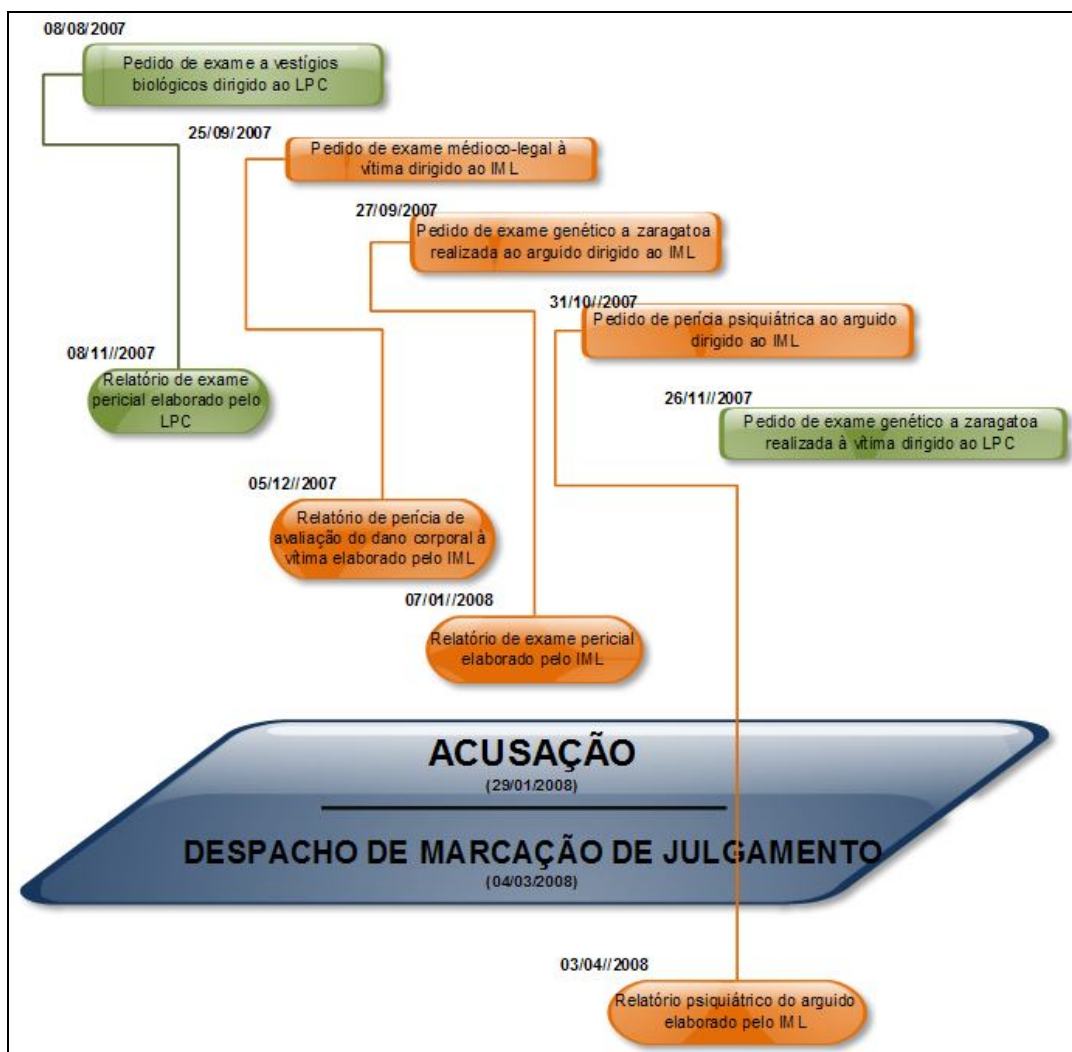 08/08/2007
Pedido de exame a vestígios
biológicos dirigido ao LPC
25/09/2007
Pedido de exame médioco-legal à
vítima dirigido ao IML
27/09/2007
Pedido de exame genético a zaragatoa
realizada ao arguido dirigido ao IML
31/10//2007
Pedido de perícia psiquiátrica ao arguido
dirigido ao IML
08/11//2007
Relatório de exame
pericial elaborado pelo
LPC
26/11//2007
Pedido de exame genético a zaragatoa
realizada à vítima dirigido ao LPC
05/12//2007
Relatório de perícia de
avaliação do dano corporal à
vítima elaborado pelo IML
07/01//2008
Relatório de exame pericial
elaborado pelo IML
ACUSAÇÃO
(29/01/2008)
DESPACHO DE MARCAÇÃO DE JULGAMENTO
(04/03/2008)
03/04//2008
Relatório psiquiátrico do arguido
elaborado pelo IML